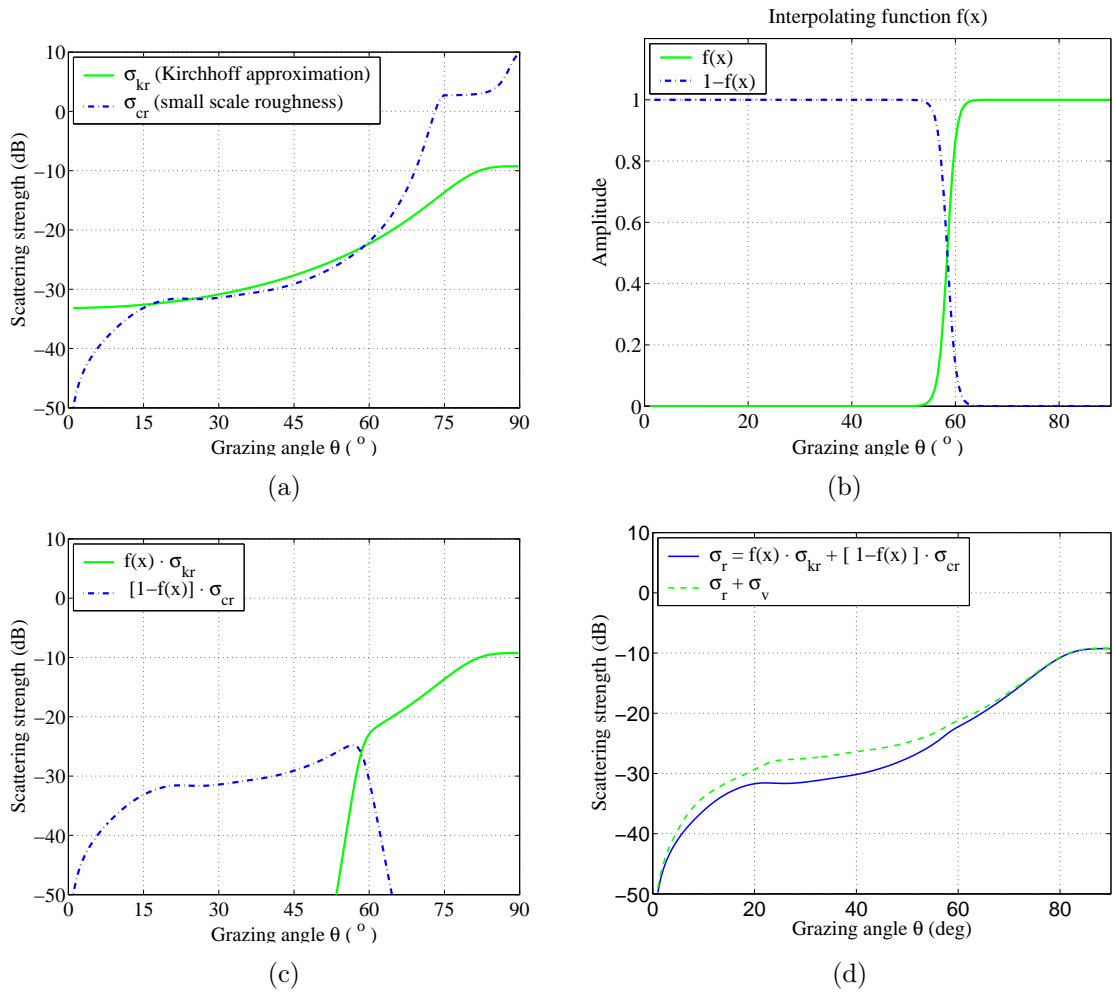 10
0
−10
−20
−30
−40
−50
Scattering strength (dB)
σkr (Kirchhoff approximation)
σcr (small scale roughness)
0 15 30 45 60 75 90
Grazing angle θ ( o )
(a)
Interpolating function f(x)
1
0.8
0.6
0.4
0.2
0
Amplitude
f(x)
1−f(x)
0 20 40 60 80
Grazing angle θ ( o )
(b)
10
0
−10
−20
−30
−40
−50
Scattering strength (dB)
f(x) · σkr
[1−f(x)] · σcr
0 15 30 45 60 75 90
Grazing angle θ ( o )
(c)
10
0
−10
−20
−30
−40
−50
Scattering strength (dB)
σr = f(x) · σkr + [ 1−f(x) ] · σcr
σr + σv
0 20 40 60 80
Grazing angle θ (deg)
(d)